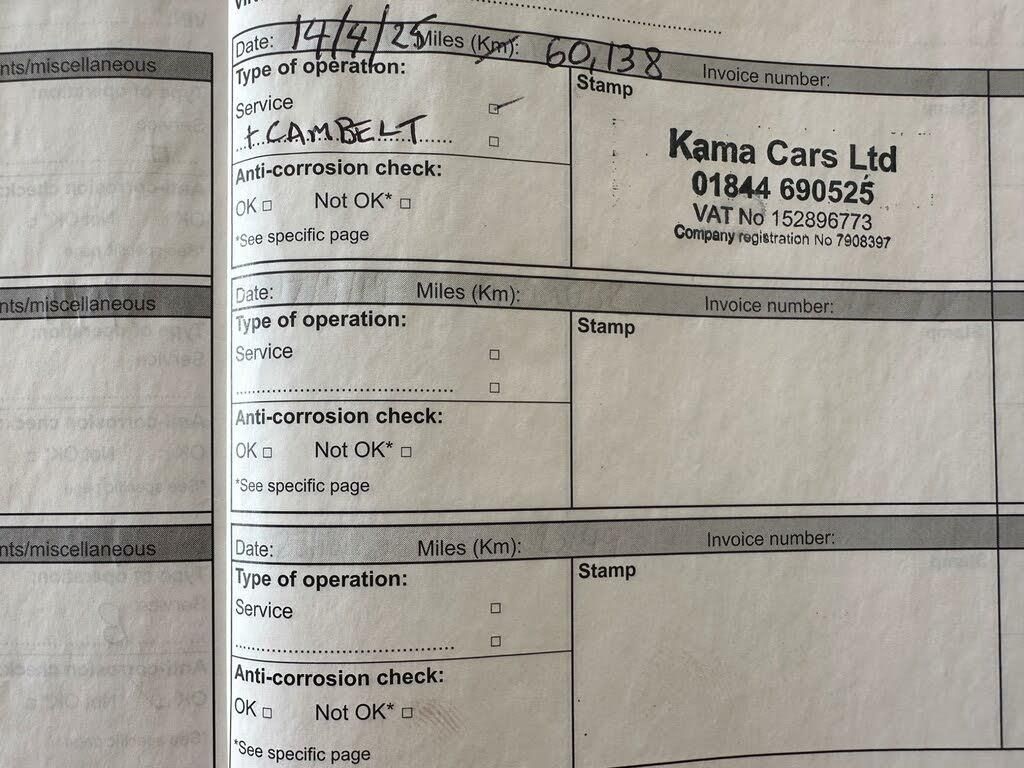 nts/miscellaneous
nts/miscellaneous
nts/miscellaneous
Date: 14/4/25 Miles (Km): 60,138 Invoice number:
Type of operation:
Service
+ CAMBELT
Anti-corrosion check:
OK □ Not OK* □
*See specific page
Stamp
Kama Cars Ltd
01844 690525
VAT No 152896773
Company registration No 7908397
Date: Miles (Km): Invoice number:
Type of operation:
Service
Anti-corrosion check:
OK □ Not OK* □
*See specific page
Stamp
Date: Miles (Km): Invoice number:
Type of operation:
Service
Anti-corrosion check:
OK □ Not OK* □
*See specific page
Stamp